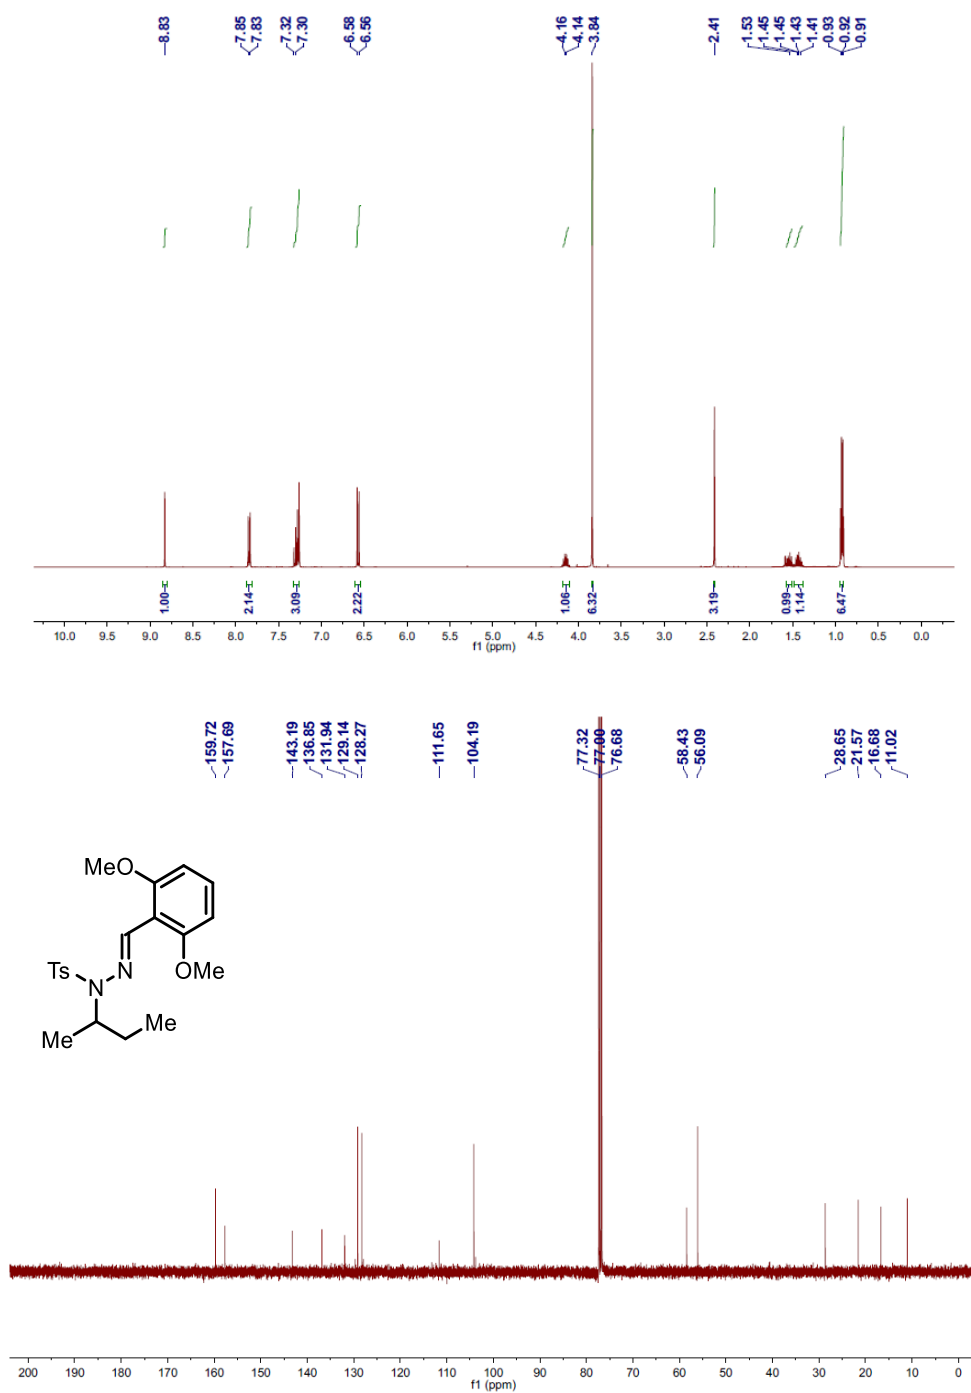 8.83 7.85 7.83 7.32 7.30 6.58 6.56 4.16 4.14 3.84 2.41 1.53 1.45 1.45 1.43 1.41 0.93 0.92 0.91
1.00 2.14 3.09 2.22 1.06 6.32 3.19 0.99 1.14 6.47
10.0 9.5 9.0 8.5 8.0 7.5 7.0 6.5 6.0 5.5 5.0 4.5 4.0 3.5 3.0 2.5 2.0 1.5 1.0 0.5 0.0
f1 (ppm)
159.72 157.69 143.19 136.85 131.94 129.14 128.27 111.65 104.19 77.32 77.00 76.68 58.43 56.09 28.65 21.57 16.68 11.02
MeO
Ts N OMe
N
Me Me
200 190 180 170 160 150 140 130 120 110 100 90 80 70 60 50 40 30 20 10 0
f1 (ppm)